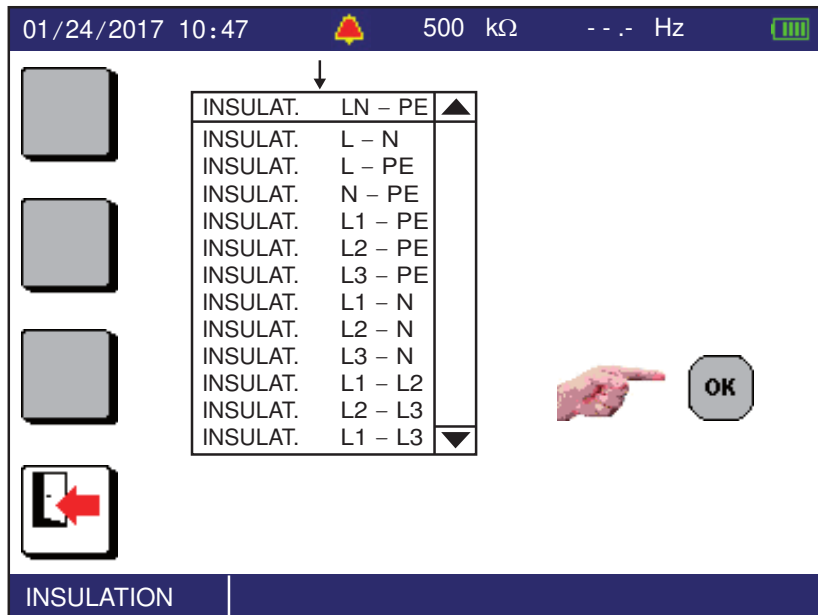 01/24/2017 10:47 500 kΩ - - .- Hz
INSULAT. LN – PE
INSULAT. L – N
INSULAT. L – PE
INSULAT. N – PE
INSULAT. L1 – PE
INSULAT. L2 – PE
INSULAT. L3 – PE
INSULAT. L1 – N
INSULAT. L2 – N
INSULAT. L3 – N
INSULAT. L1 – L2
INSULAT. L2 – L3
INSULAT. L1 – L3
OK
INSULATION